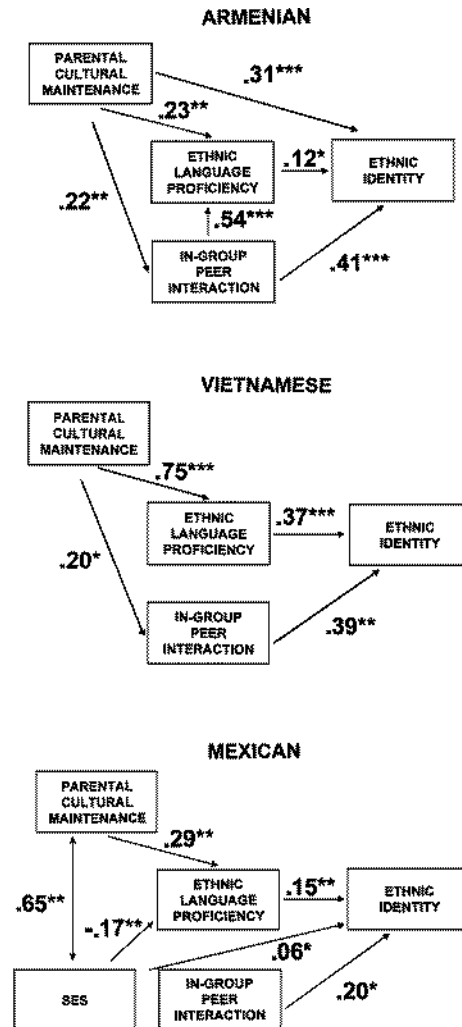 ARMENIAN
PARENTAL
CULTURAL
MAINTENANCE
.31***
.23**
ETHNIC
LANGUAGE
PROFICIENCY
.12*
ETHNIC
IDENTITY
.22**
.54***
IN-GROUP
PEER
INTERACTION
.41***
VIETNAMESE
PARENTAL
CULTURAL
MAINTENANCE
.75***
ETHNIC
LANGUAGE
PROFICIENCY
.37***
ETHNIC
IDENTITY
.20*
IN-GROUP
PEER
INTERACTION
.39**
MEXICAN
PARENTAL
CULTURAL
MAINTENANCE
.29**
ETHNIC
LANGUAGE
PROFICIENCY
.15**
ETHNIC
IDENTITY
.65**
-.17**
.06*
SES
IN-GROUP
PEER
INTERACTION
.20*